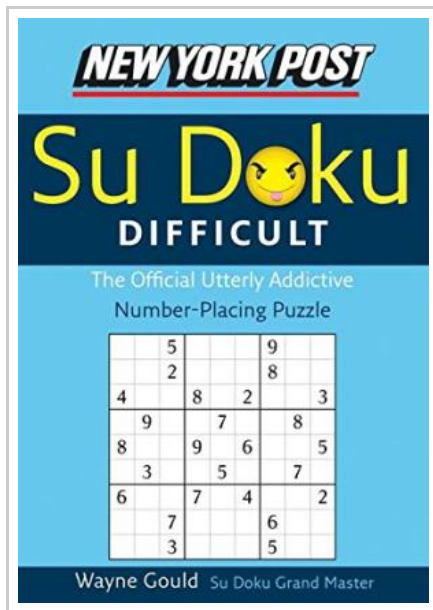 NEW YORK POST
Su Doku
DIFFICULT
The Official Utterly Addictive
Number-Placing Puzzle
5 9
2 8
4 8 2 3
9 7 8
8 9 6 5
3 5 7
6 7 4 2
7 6
3 5
Wayne Gould Su Doku Grand Master